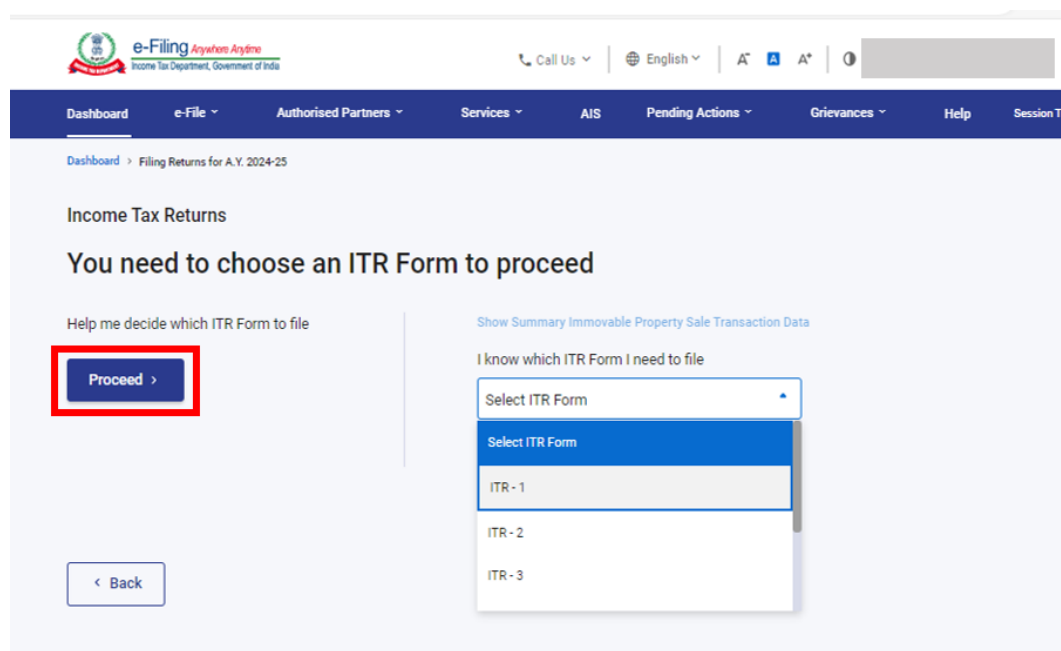 e-Filing Anywhere Anytime
Income Tax Department, Government of India
Call Us
English
A-
A
A+
Dashboard
e-File
Authorised Partners
Services
AIS
Pending Actions
Grievances
Help
Session T
Dashboard > Filing Returns for A.Y. 2024-25
Income Tax Returns
You need to choose an ITR Form to proceed
Help me decide which ITR Form to file
Proceed >
Show Summary Immovable Property Sale Transaction Data
I know which ITR Form I need to file
Select ITR Form
Select ITR Form
ITR - 1
ITR - 2
ITR - 3
< Back